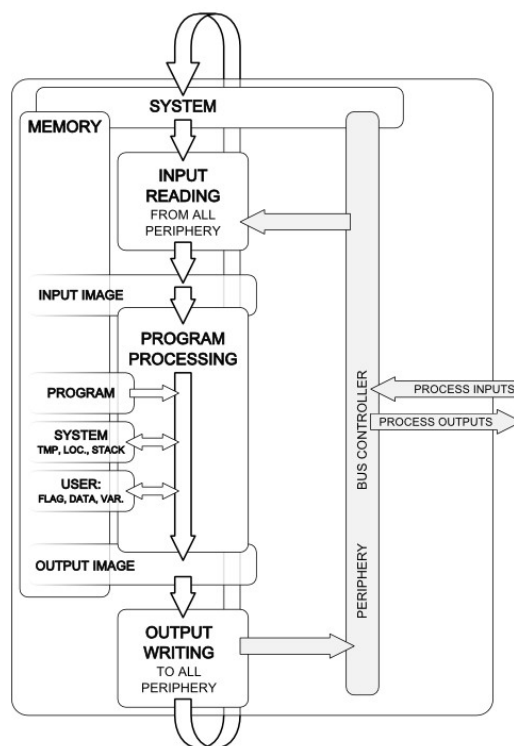 SYSTEM
MEMORY
INPUT
READING
FROM ALL
PERIPHERY
INPUT IMAGE
PROGRAM
PROCESSING
PROGRAM
SYSTEM
TMP, LOC., STACK
USER:
FLAG, DATA, VAR.
OUTPUT IMAGE
OUTPUT
WRITING
TO ALL
PERIPHERY
PERIPHERY BUS CONTROLLER
PROCESS INPUTS
PROCESS OUTPUTS